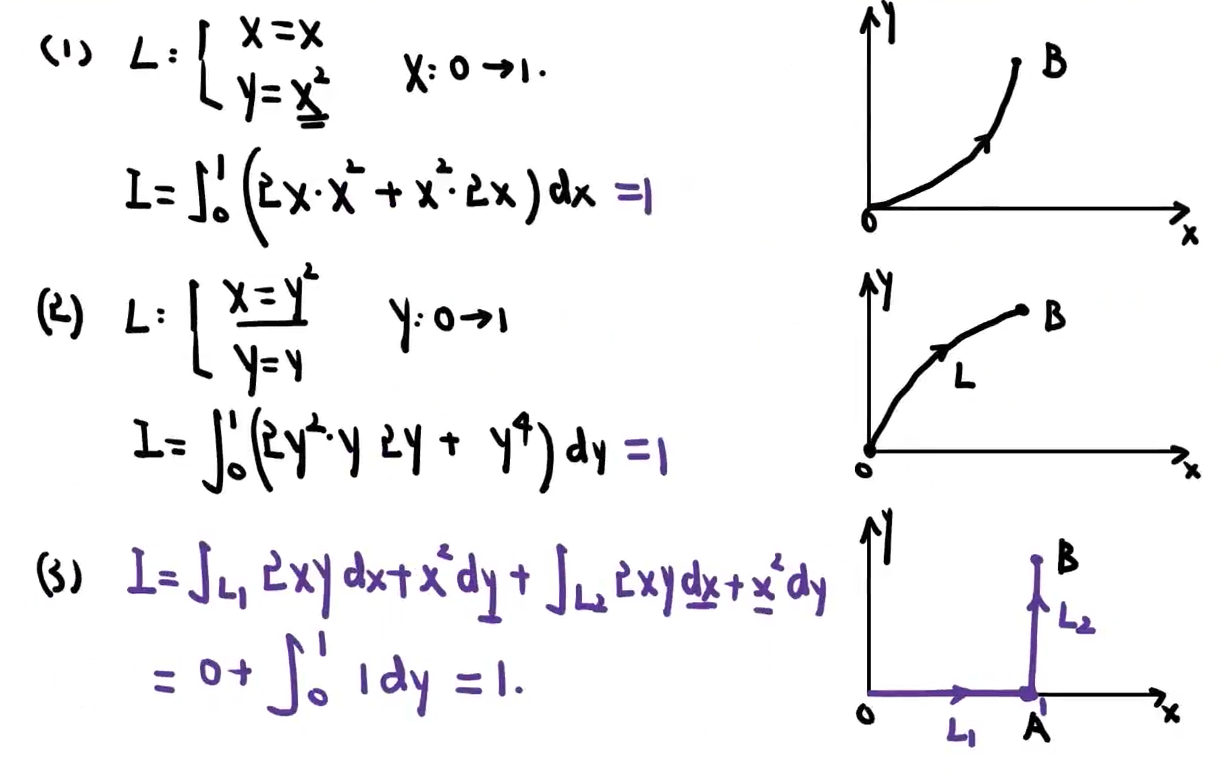 (1) L: { x=x
y=x² x: 0→1.
I=∫₀¹(2x·x²+x²·2x)dx =1
y
B
0
x
(2) L: { x=y²
y=y y: 0→1
I=∫₀¹(2y²·y 2y+ y⁴)dy =1
y
B
L
0
x
(3) I=∫L₁ 2xy dx+x²dy+∫L₂ 2xy dx+x²dy
= 0+∫₀¹ 1dy =1.
y
B
L₂
0
L₁
A
1
x